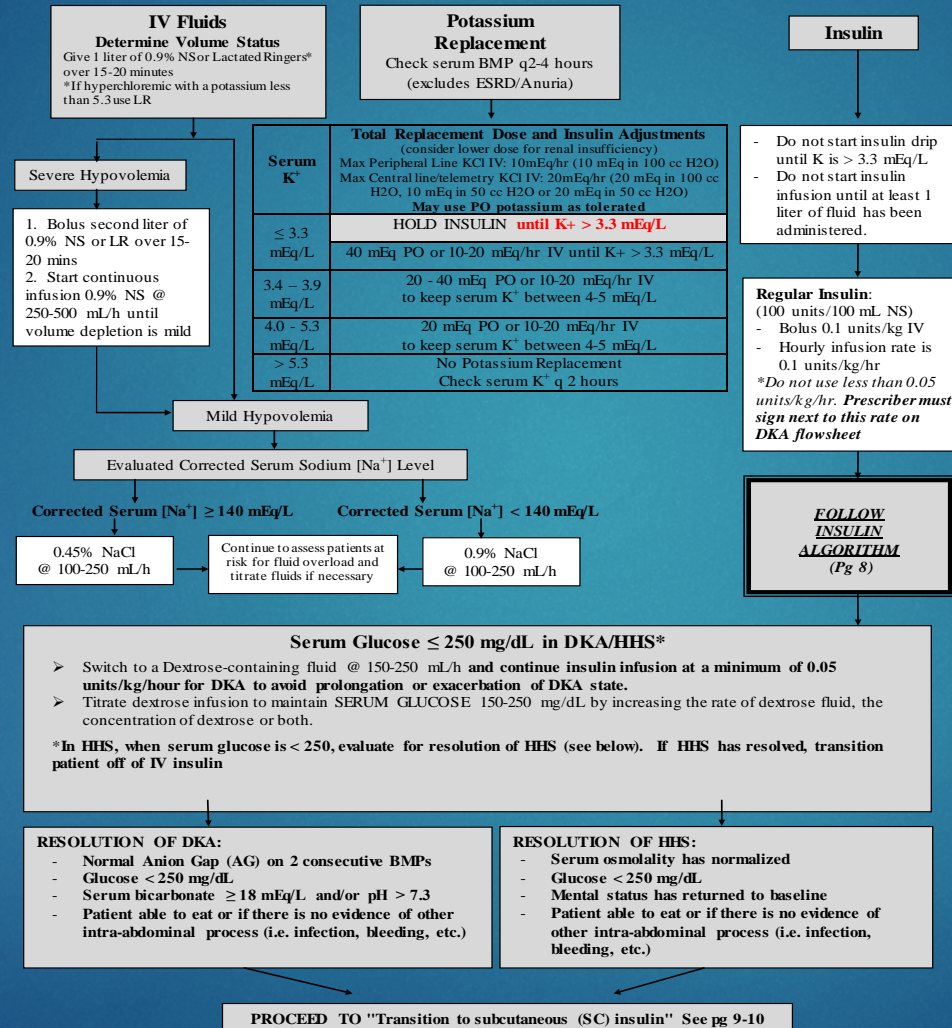 IV Fluids
Determine Volume Status
Give 1 liter of 0.9% NS or Lactated Ringers*
over 15-20 minutes
*If hyperchloremic with a potassium less
than 5.3 use LR
Severe Hypovolemia
1. Bolus second liter of
0.9% NS or LR over 15-
20 mins
2. Start continuous
infusion 0.9% NS @
250-500 mL/h until
volume depletion is mild
Potassium
Replacement
Check serum BMP q2-4 hours
(excludes ESRD/Anuria)
Serum
K+
Total Replacement Dose and Insulin Adjustments
(consider lower dose for renal insufficiency)
Max Peripheral Line KCl IV: 10mEq/hr (10 mEq in 100 cc H2O)
Max Central line/telemetry KCl IV: 20mEq/hr (20 mEq in 100 cc
H2O, 10 mEq in 50 cc H2O or 20 mEq in 50 cc H2O)
May use PO potassium as tolerated
≤ 3.3
mEq/L
HOLD INSULIN until K+ > 3.3 mEq/L
40 mEq PO or 10-20 mEq/hr IV until K+ > 3.3 mEq/L
3.4 – 3.9
mEq/L
20 - 40 mEq PO or 10-20 mEq/hr IV
to keep serum K+ between 4-5 mEq/L
4.0 - 5.3
mEq/L
20 mEq PO or 10-20 mEq/hr IV
to keep serum K+ between 4-5 mEq/L
> 5.3
mEq/L
No Potassium Replacement
Check serum K+ q 2 hours
Insulin
- Do not start insulin drip
until K is > 3.3 mEq/L
- Do not start insulin
infusion until at least 1
liter of fluid has been
administered.
Regular Insulin:
(100 units/100 mL NS)
- Bolus 0.1 units/kg IV
- Hourly infusion rate is
0.1 units/kg/hr
*Do not use less than 0.05
units/kg/hr. Prescriber must
sign next to this rate on
DKA flowsheet
FOLLOW
INSULIN
ALGORITHM
(Pg 8)
Mild Hypovolemia
Evaluated Corrected Serum Sodium [Na+] Level
Corrected Serum [Na+] ≥ 140 mEq/L
Corrected Serum [Na+] < 140 mEq/L
0.45% NaCl
@ 100-250 mL/h
Continue to assess patients at
risk for fluid overload and
titrate fluids if necessary
0.9% NaCl
@ 100-250 mL/h
Serum Glucose ≤ 250 mg/dL in DKA/HHS*
➢ Switch to a Dextrose-containing fluid @ 150-250 mL/h and continue insulin infusion at a minimum of 0.05
units/kg/hour for DKA to avoid prolongation or exacerbation of DKA state.
➢ Titrate dextrose infusion to maintain SERUM GLUCOSE 150-250 mg/dL by increasing the rate of dextrose fluid, the
concentration of dextrose or both.
*In HHS, when serum glucose is < 250, evaluate for resolution of HHS (see below). If HHS has resolved, transition
patient off of IV insulin
RESOLUTION OF DKA:
- Normal Anion Gap (AG) on 2 consecutive BMPs
- Glucose < 250 mg/dL
- Serum bicarbonate ≥ 18 mEq/L and/or pH > 7.3
- Patient able to eat or if there is no evidence of other
intra-abdominal process (i.e. infection, bleeding, etc.)
RESOLUTION OF HHS:
- Serum osmolality has normalized
- Glucose < 250 mg/dL
- Mental status has returned to baseline
- Patient able to eat or if there is no evidence of
other intra-abdominal process (i.e. infection,
bleeding, etc.)
PROCEED TO "Transition to subcutaneous (SC) insulin" See pg 9-10